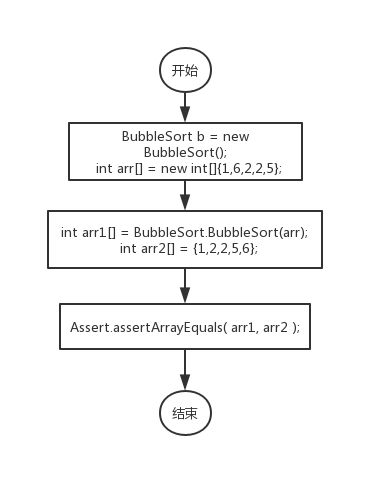 开始
BubbleSort b = new
BubbleSort();
int arr[] = new int[]{1,6,2,2,5};
int arr1[] = BubbleSort.BubbleSort(arr);
int arr2[] = {1,2,2,5,6};
Assert.assertArrayEquals( arr1, arr2 );
结束